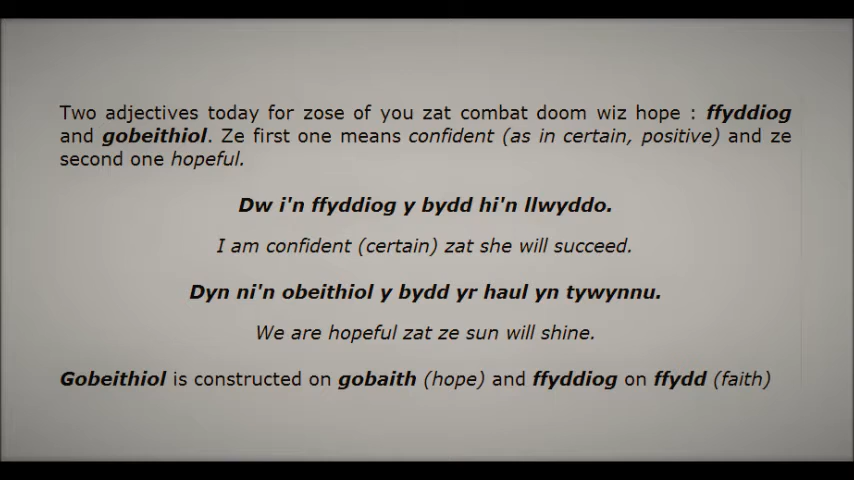 Two adjectives today for zose of you zat combat doom wiz hope : ffyddiog
and gobeithiol. Ze first one means confident (as in certain, positive) and ze
second one hopeful.
Dw i'n ffyddiog y bydd hi'n llwyddo.
I am confident (certain) zat she will succeed.
Dyn ni'n obeithiol y bydd yr haul yn tywynnu.
We are hopeful zat ze sun will shine.
Gobeithiol is constructed on gobaith (hope) and ffyddiog on ffydd (faith)